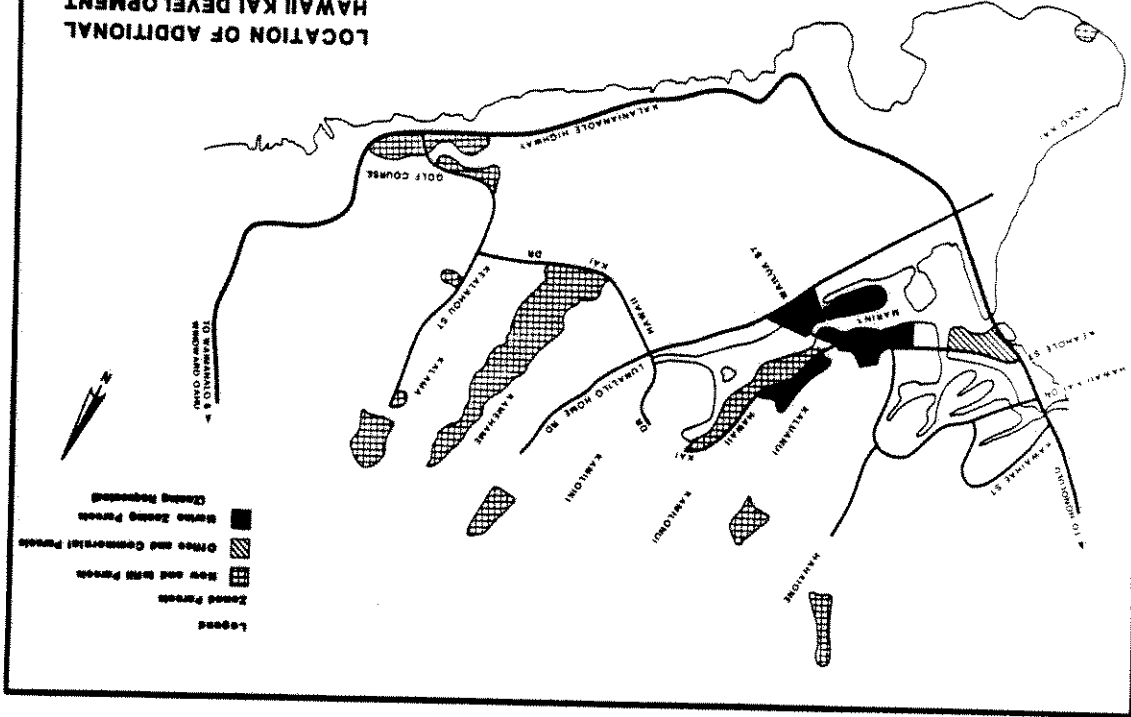 Legend
Zoned Parcels
New and Infill Parcels
Office and Commercial Parcels
Marina Zoning Parcels
(Zoning Requested)
N
TO HONOLULU
KAWAIHAE ST
HAWAII KAI DR
KEAHOLE ST
HAHAIONE
MARINA
KALUANUI
HAWAII
KAI
WAILUA ST
KAMILONUI
KAMILOIKI
LUNALILO HOME
RD
DR
HAWAII
KAI
DR
KAMEHAME
KALAMA
KEALAHOU ST
TO WAIMANALO &
WINDWARD OAHU
GOLF COURSE
KALANIANAOLE HIGHWAY
KOKO KAI
LOCATION OF ADDITIONAL
HAWAII KAI DEVELOPMENT